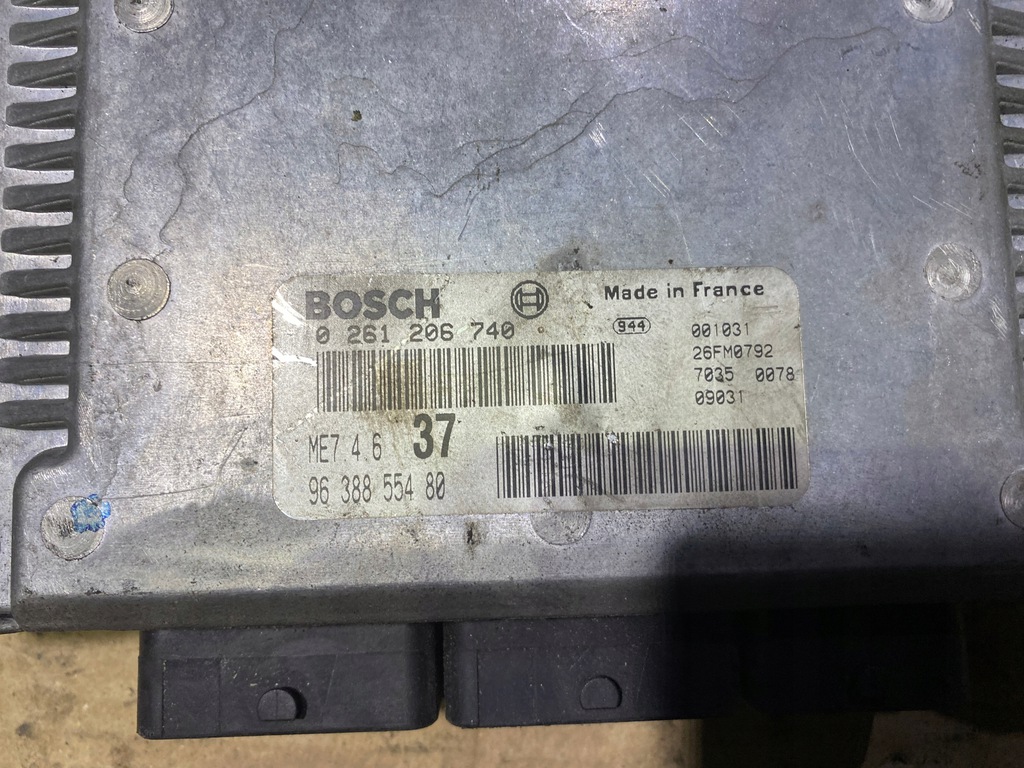 BOSCH
Made in France
0 261 206 740
944
001031
26FM0792
7035 0078
09031
ME7 4.6 37
96 388 554 80